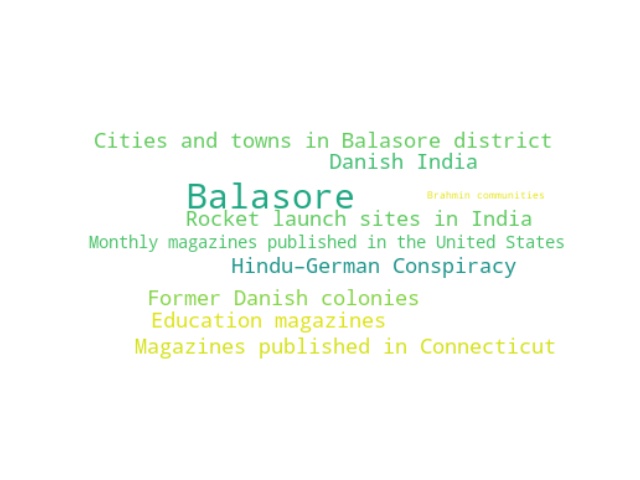 Cities and towns in Balasore district
Danish India
Balasore
Brahmin communities
Rocket launch sites in India
Monthly magazines published in the United States
Hindu–German Conspiracy
Former Danish colonies
Education magazines
Magazines published in Connecticut